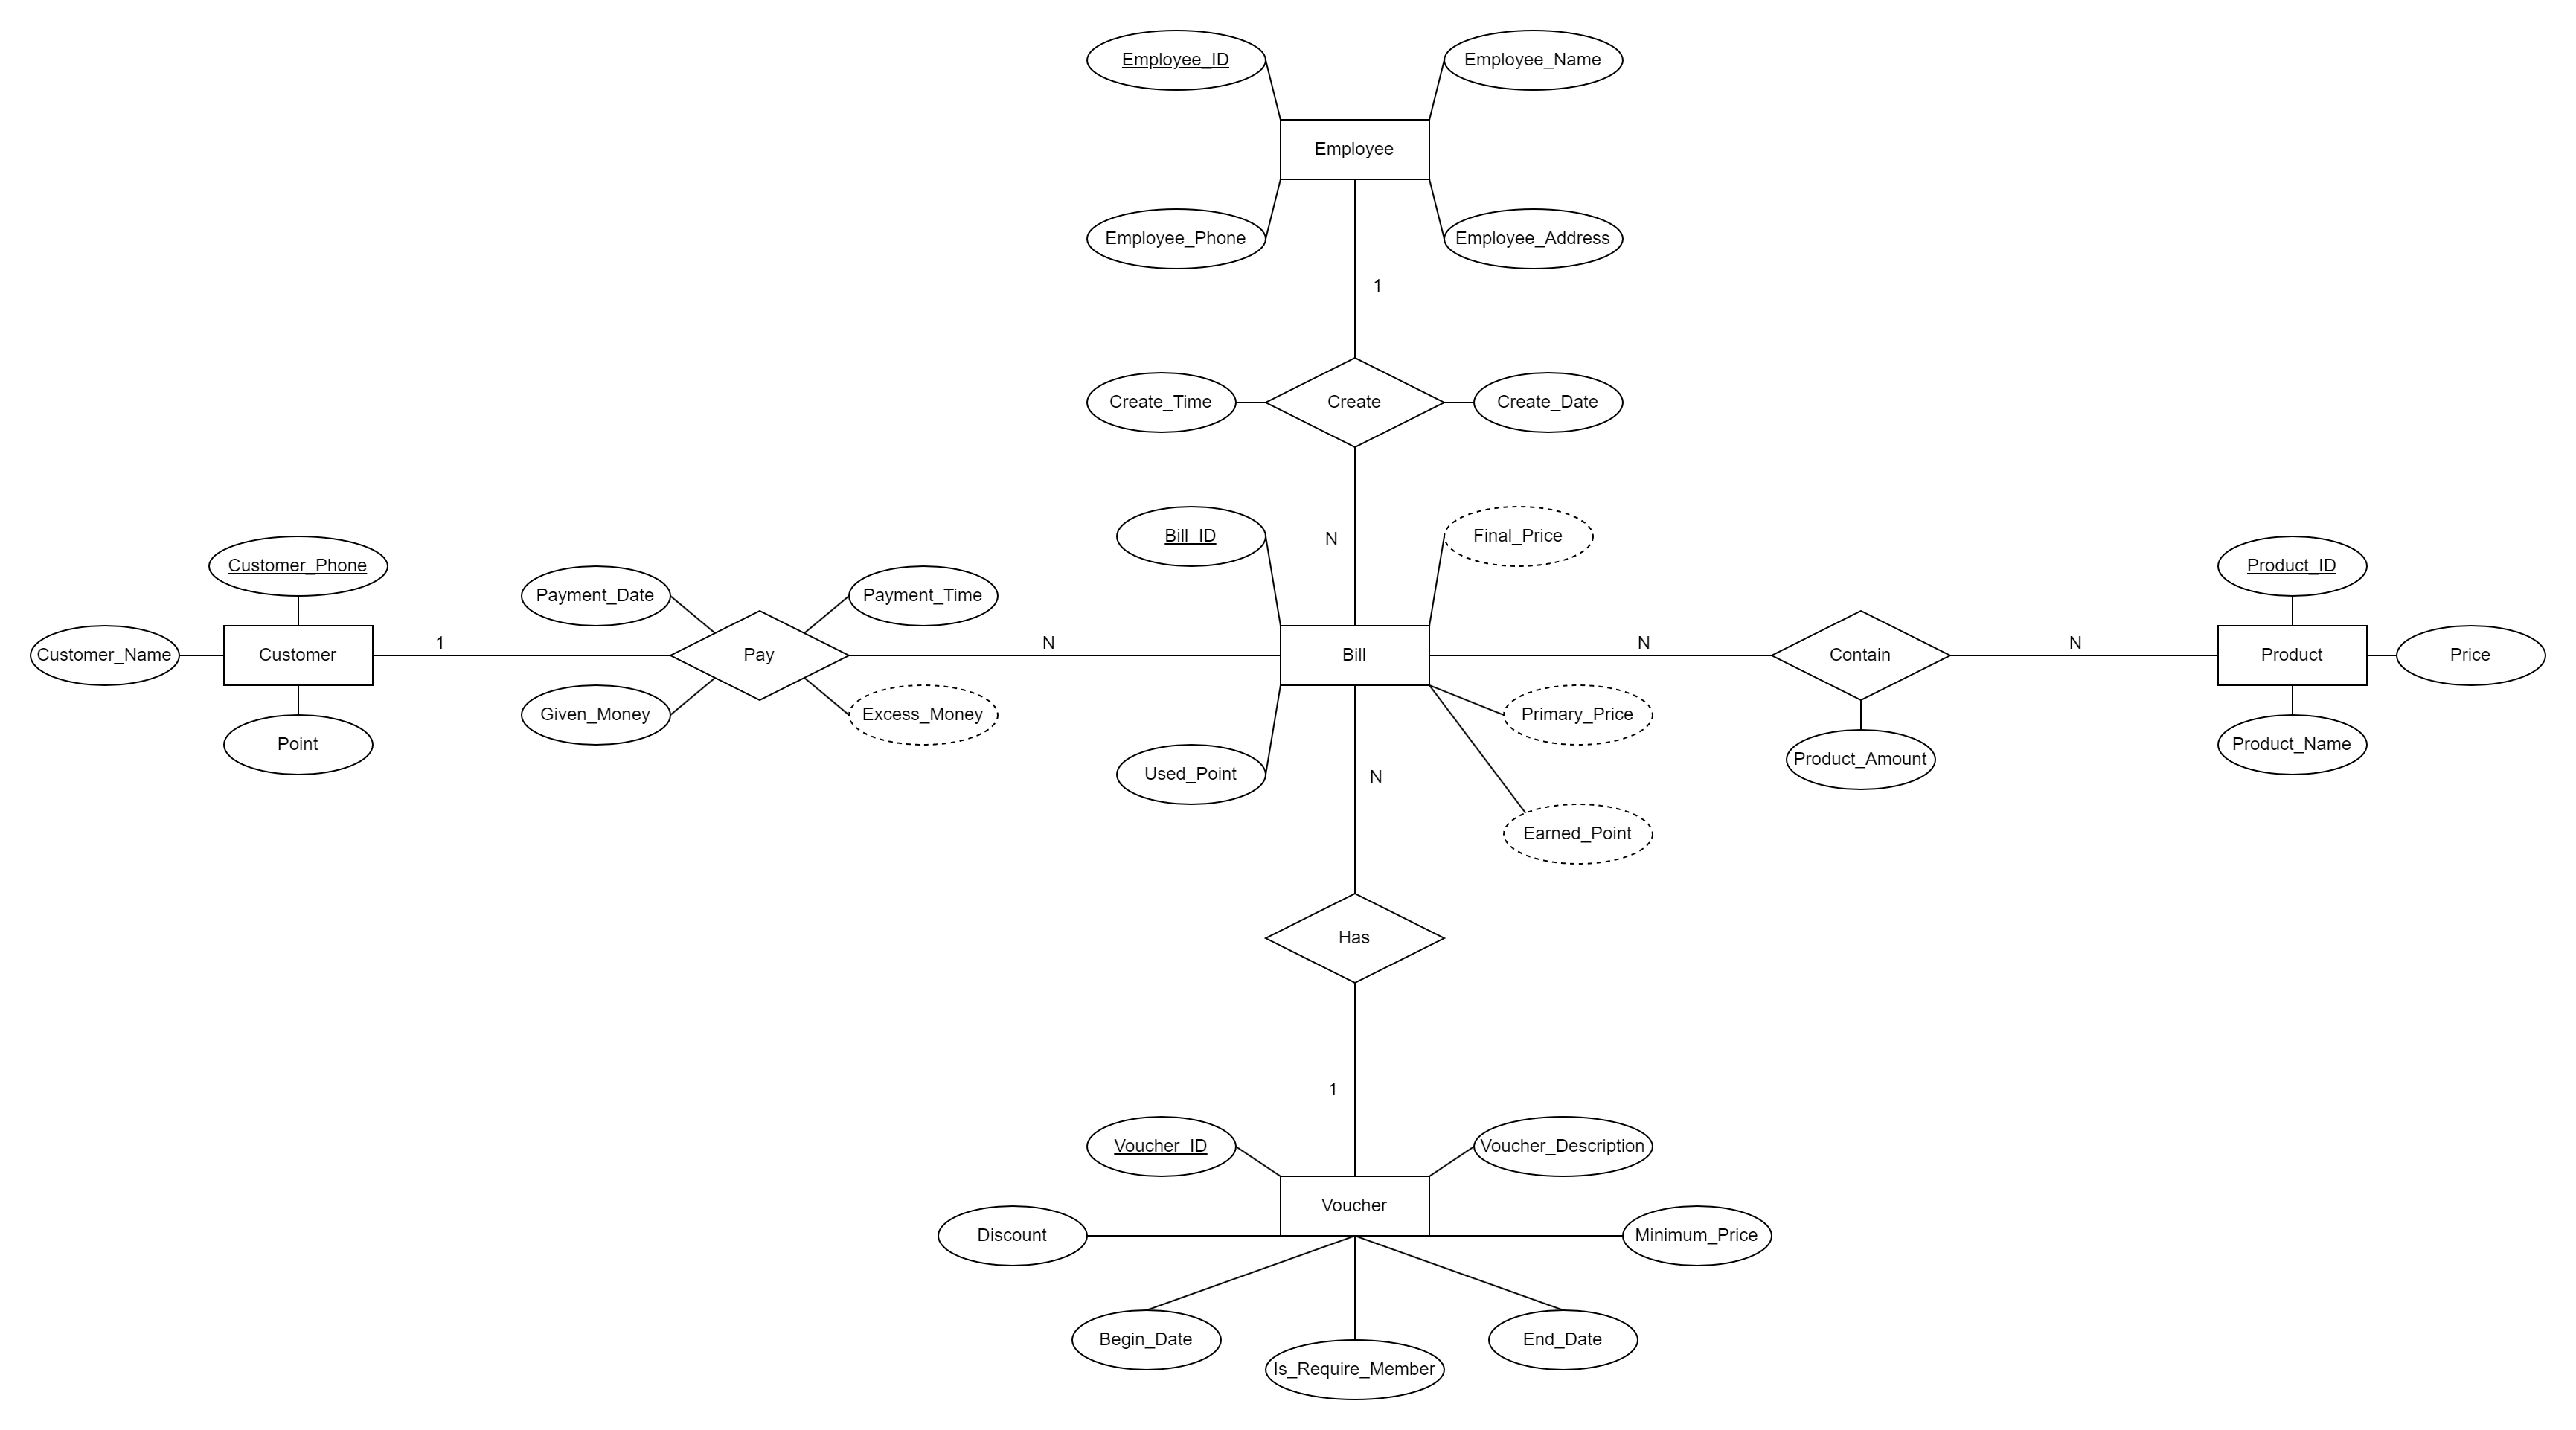 Employee_ID
Employee_Name
Employee
Employee_Phone
Employee_Address
1
Create_Time
Create
Create_Date
N
Bill_ID
Final_Price
Customer_Phone
Payment_Date
Payment_Time
Product_ID
Customer_Name
Customer
1
Pay
N
Bill
N
Contain
N
Product
Price
Given_Money
Excess_Money
Primary_Price
Point
Product_Amount
Product_Name
Used_Point
N
Earned_Point
Has
1
Voucher_ID
Voucher_Description
Voucher
Discount
Minimum_Price
Begin_Date
End_Date
Is_Require_Member